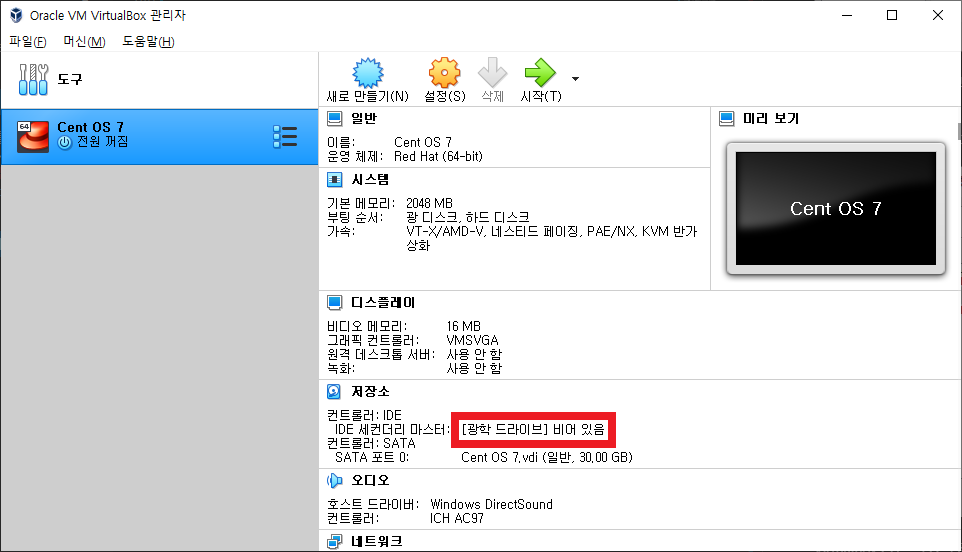 Oracle VM VirtualBox 관리자
파일(F) 머신(M) 도움말(H)
도구
새로 만들기(N) 설정(S) 삭제 시작(T)
64
Cent OS 7
전원 꺼짐
일반
이름: Cent OS 7
운영 체제: Red Hat (64-bit)
시스템
기본 메모리: 2048 MB
부팅 순서: 광 디스크, 하드 디스크
가속: VT-X/AMD-V, 네스티드 페이징, PAE/NX, KVM 반가
상화
미리 보기
Cent OS 7
디스플레이
비디오 메모리: 16 MB
그래픽 컨트롤러: VMSVGA
원격 데스크톱 서버: 사용 안 함
녹화: 사용 안 함
저장소
컨트롤러: IDE
IDE 세컨더리 마스터: [광학 드라이브] 비어 있음
컨트롤러: SATA
SATA 포트 0: Cent OS 7.vdi (일반, 30.00 GB)
오디오
호스트 드라이버: Windows DirectSound
컨트롤러: ICH AC97
네트워크